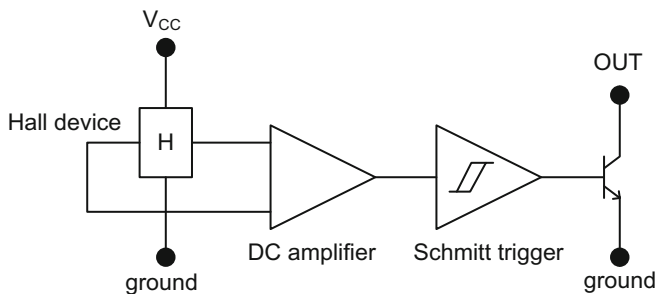 V_CC
OUT
Hall device
H
DC amplifier
Schmitt trigger
ground
ground